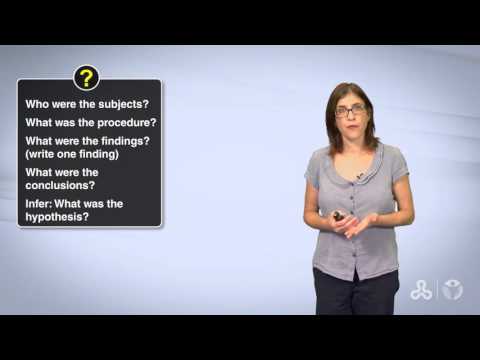 ?
Who were the subjects?
What was the procedure?
What were the findings?
(write one finding)
What were the
conclusions?
Infer: What was the
hypothesis?